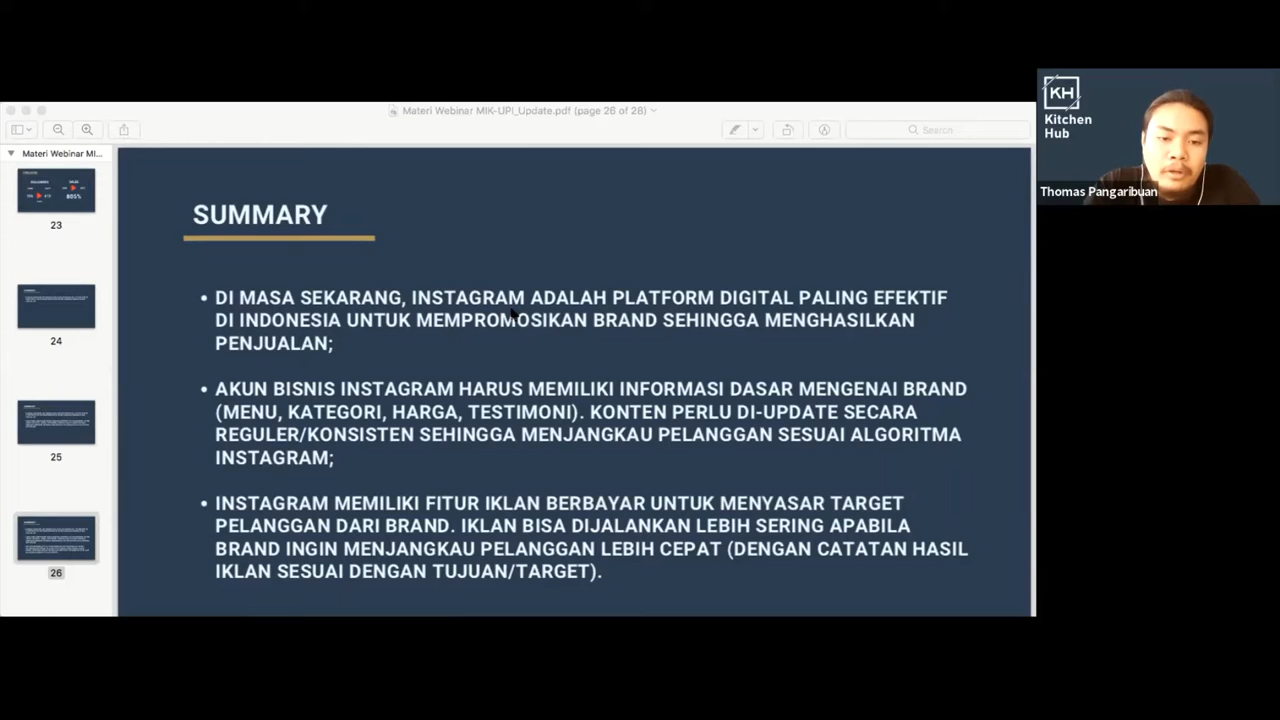 Materi Webinar MIK-UPI_Update.pdf (page 26 of 28)
Search
Materi Webinar MI...
23
24
25
26
SUMMARY
• DI MASA SEKARANG, INSTAGRAM ADALAH PLATFORM DIGITAL PALING EFEKTIF
DI INDONESIA UNTUK MEMPROMOSIKAN BRAND SEHINGGA MENGHASILKAN
PENJUALAN;
• AKUN BISNIS INSTAGRAM HARUS MEMILIKI INFORMASI DASAR MENGENAI BRAND
(MENU, KATEGORI, HARGA, TESTIMONI). KONTEN PERLU DI-UPDATE SECARA
REGULER/KONSISTEN SEHINGGA MENJANGKAU PELANGGAN SESUAI ALGORITMA
INSTAGRAM;
• INSTAGRAM MEMILIKI FITUR IKLAN BERBAYAR UNTUK MENYASAR TARGET
PELANGGAN DARI BRAND. IKLAN BISA DIJALANKAN LEBIH SERING APABILA
BRAND INGIN MENJANGKAU PELANGGAN LEBIH CEPAT (DENGAN CATATAN HASIL
IKLAN SESUAI DENGAN TUJUAN/TARGET).
KH
Kitchen
Hub
Thomas Pangaribuan